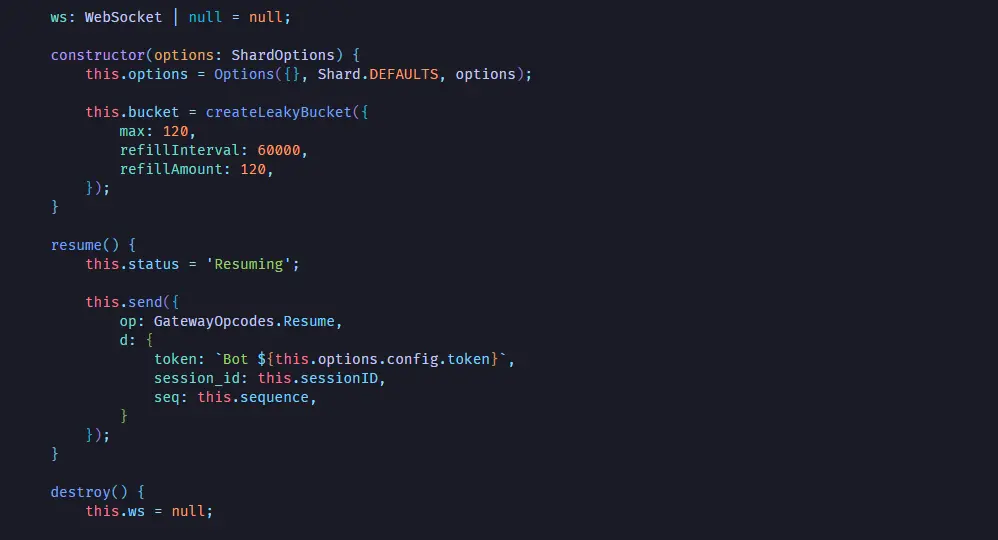 ws: WebSocket | null = null;
constructor(options: ShardOptions) {
this.options = Options({}, Shard.DEFAULTS, options);
this.bucket = createLeakyBucket({
max: 120,
refillInterval: 60000,
refillAmount: 120,
});
}
resume() {
this.status = 'Resuming';
this.send({
op: GatewayOpcodes.Resume,
d: {
token: `Bot ${this.options.config.token}`,
session_id: this.sessionID,
seq: this.sequence,
}
});
}
destroy() {
this.ws = null;